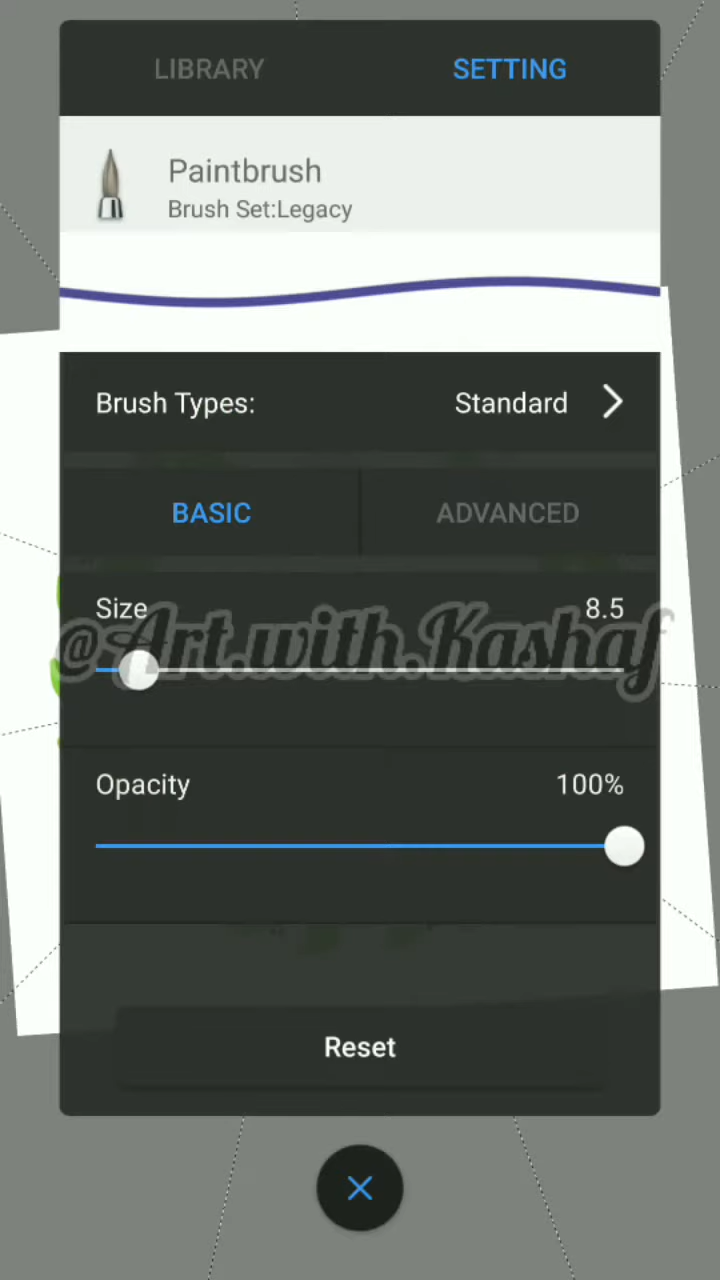 LIBRARY SETTING
Paintbrush
Brush Set:Legacy
Brush Types: Standard
BASIC ADVANCED
Size 8.5
@Art.with.Kashaf
Opacity 100%
Reset